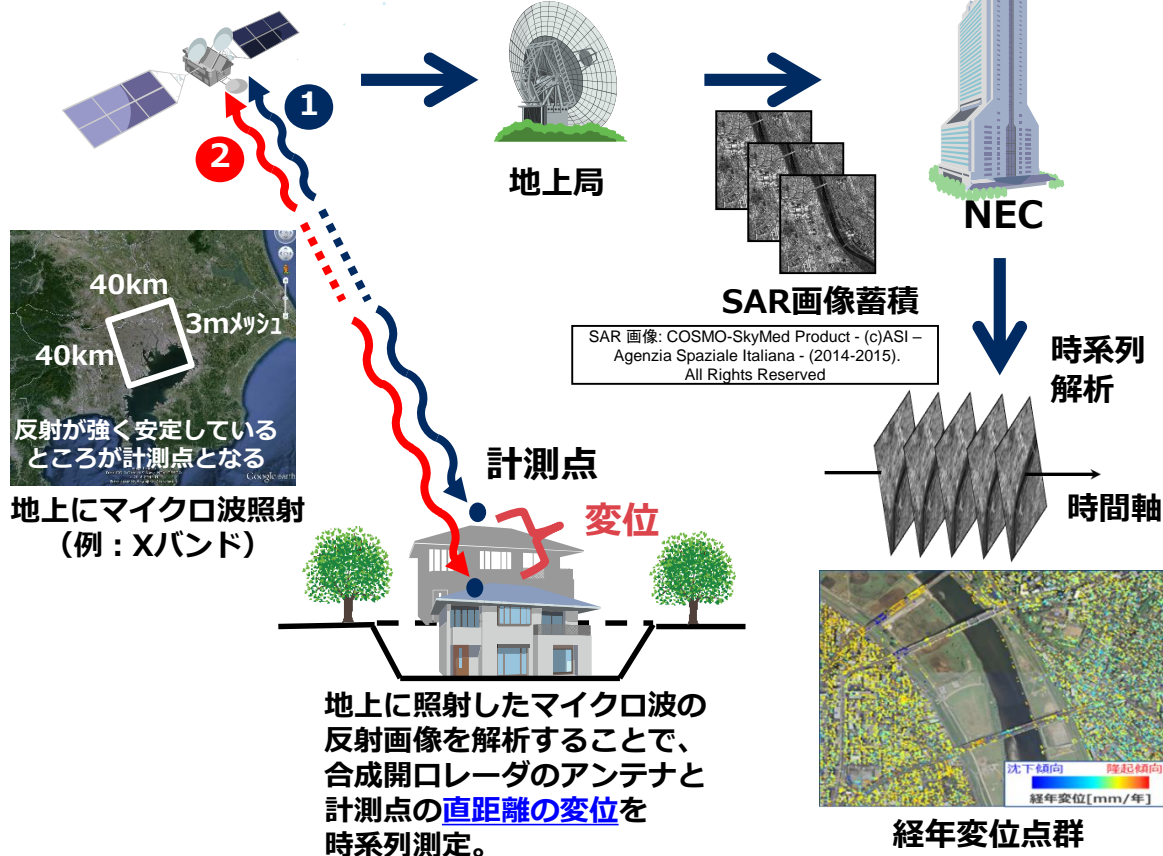 1
2
地上局
NEC
SAR画像蓄積
SAR 画像: COSMO-SkyMed Product - (c)ASI –
Agenzia Spaziale Italiana - (2014-2015).
All Rights Reserved
40km
3mメッシュ
40km
反射が強く安定している
ところが計測点となる
Google earth
地上にマイクロ波照射
（例：Xバンド）
計測点
変位
時系列
解析
時間軸
地上に照射したマイクロ波の
反射画像を解析することで、
合成開口レーダのアンテナと
計測点の直距離の変位を
時系列測定。
沈下傾向
隆起傾向
経年変位[mm/年]
経年変位点群